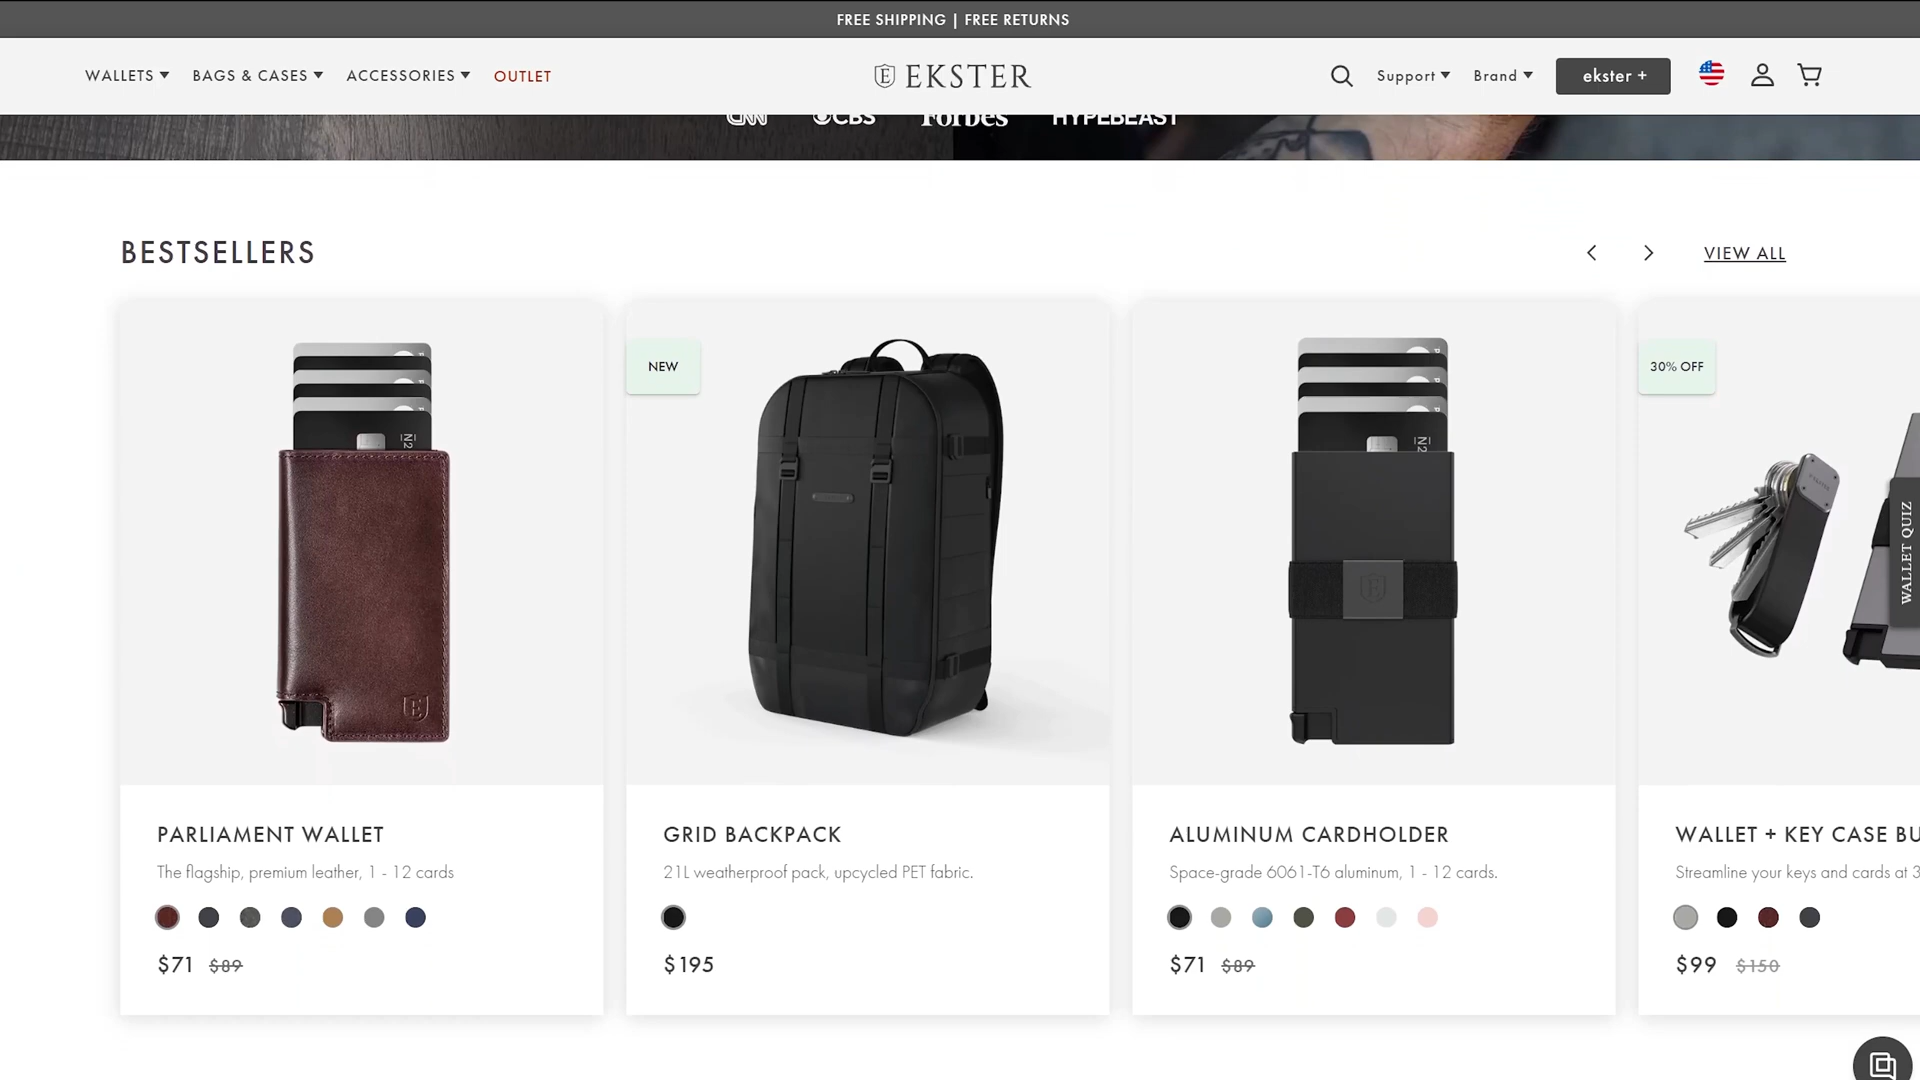 FREE SHIPPING | FREE RETURNS
WALLETS BAGS & CASES ACCESSORIES OUTLET
EKSTER
Support Brand ekster +
CNN CBS Forbes HYPEBEAST
BESTSELLERS
VIEW ALL
NEW
30% OFF
WALLET QUIZ
PARLIAMENT WALLET
The flagship, premium leather, 1 - 12 cards
$71 $89
GRID BACKPACK
21L weatherproof pack, upcycled PET fabric.
$195
ALUMINUM CARDHOLDER
Space-grade 6061-T6 aluminum, 1 - 12 cards.
$71 $89
WALLET + KEY CASE BU
Streamline your keys and cards at 3
$99 $150